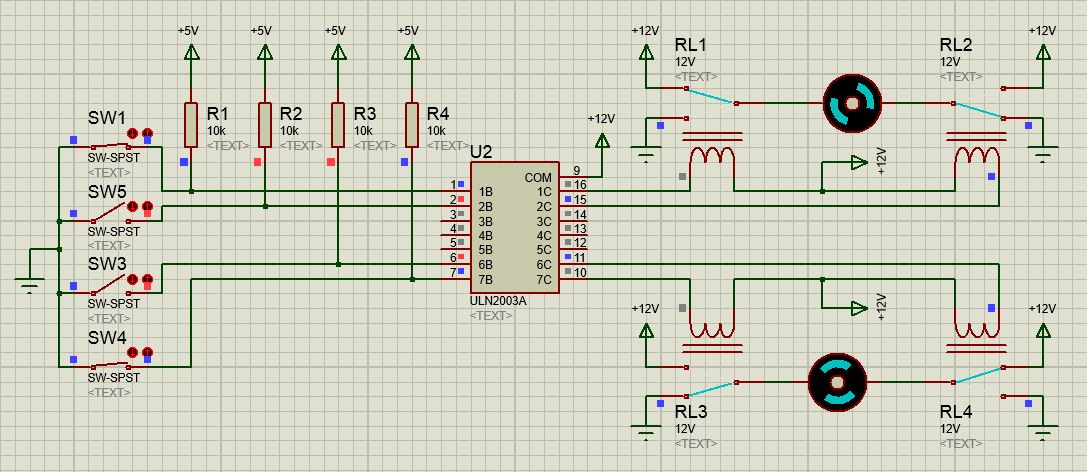 +5V
+5V
+5V
+5V
+12V
RL1
12V
<TEXT>
RL2
12V
<TEXT>
+12V
SW1
SW-SPST
<TEXT>
R1
10k
<TEXT>
R2
10k
<TEXT>
R3
10k
<TEXT>
R4
10k
<TEXT>
+12V
U2
COM 9
1 1B 1C 16
2 2B 2C 15
3 3B 3C 14
4 4B 4C 13
5 5B 5C 12
6 6B 6C 11
7 7B 7C 10
ULN2003A
<TEXT>
+12V
SW5
SW-SPST
<TEXT>
SW3
SW-SPST
<TEXT>
SW4
SW-SPST
<TEXT>
+12V
+12V
+12V
RL3
12V
<TEXT>
RL4
12V
<TEXT>